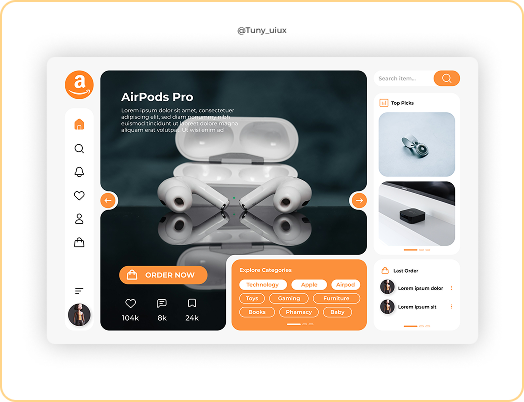 @Tuny_uiux
a
AirPods Pro
Lorem ipsum dolor sit amet, consectetuer
adipiscing elit, sed diam nonummy nibh
euismod tincidunt ut laoreet dolore magna
aliquam erat volutpat. Ut wisi enim ad
ORDER NOW
104k
8k
24k
Explore Categories
Technology Apple Airpod
Toys Gaming Furniture
Books Phamacy Baby
Search item...
Top Picks
Last Order
Lorem ipsum dolor
Lorem ipsum sit